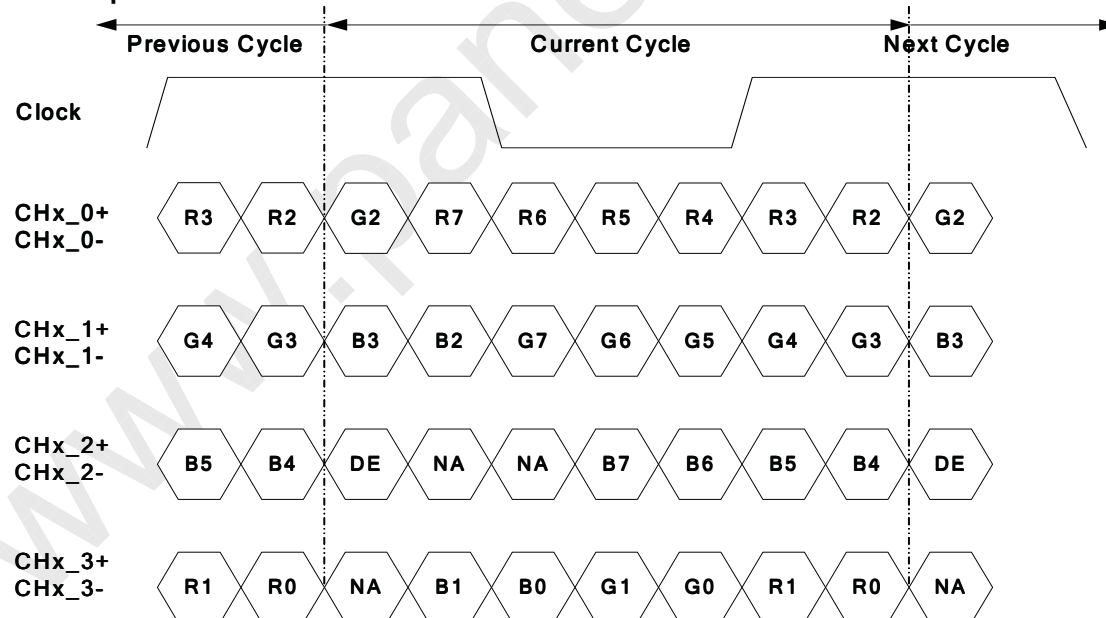 Previous Cycle Current Cycle Next Cycle
Clock
CHx_0+
CHx_0-
R3 R2 G2 R7 R6 R5 R4 R3 R2 G2
CHx_1+
CHx_1-
G4 G3 B3 B2 G7 G6 G5 G4 G3 B3
CHx_2+
CHx_2-
B5 B4 DE NA NA B7 B6 B5 B4 DE
CHx_3+
CHx_3-
R1 R0 NA B1 B0 G1 G0 R1 R0 NA